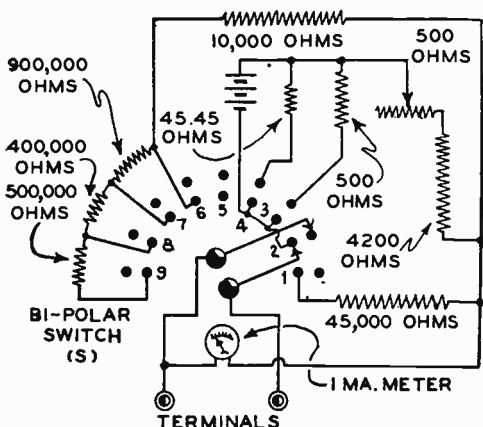 10,000 OHMS
500
OHMS
900,000
OHMS
45.45
OHMS
400,000
OHMS
500,000
OHMS
500
OHMS
4200
OHMS
5
6
4
3
7
8
2
9
1
BI-POLAR
SWITCH
(S)
45,000 OHMS
1 MA. METER
TERMINALS